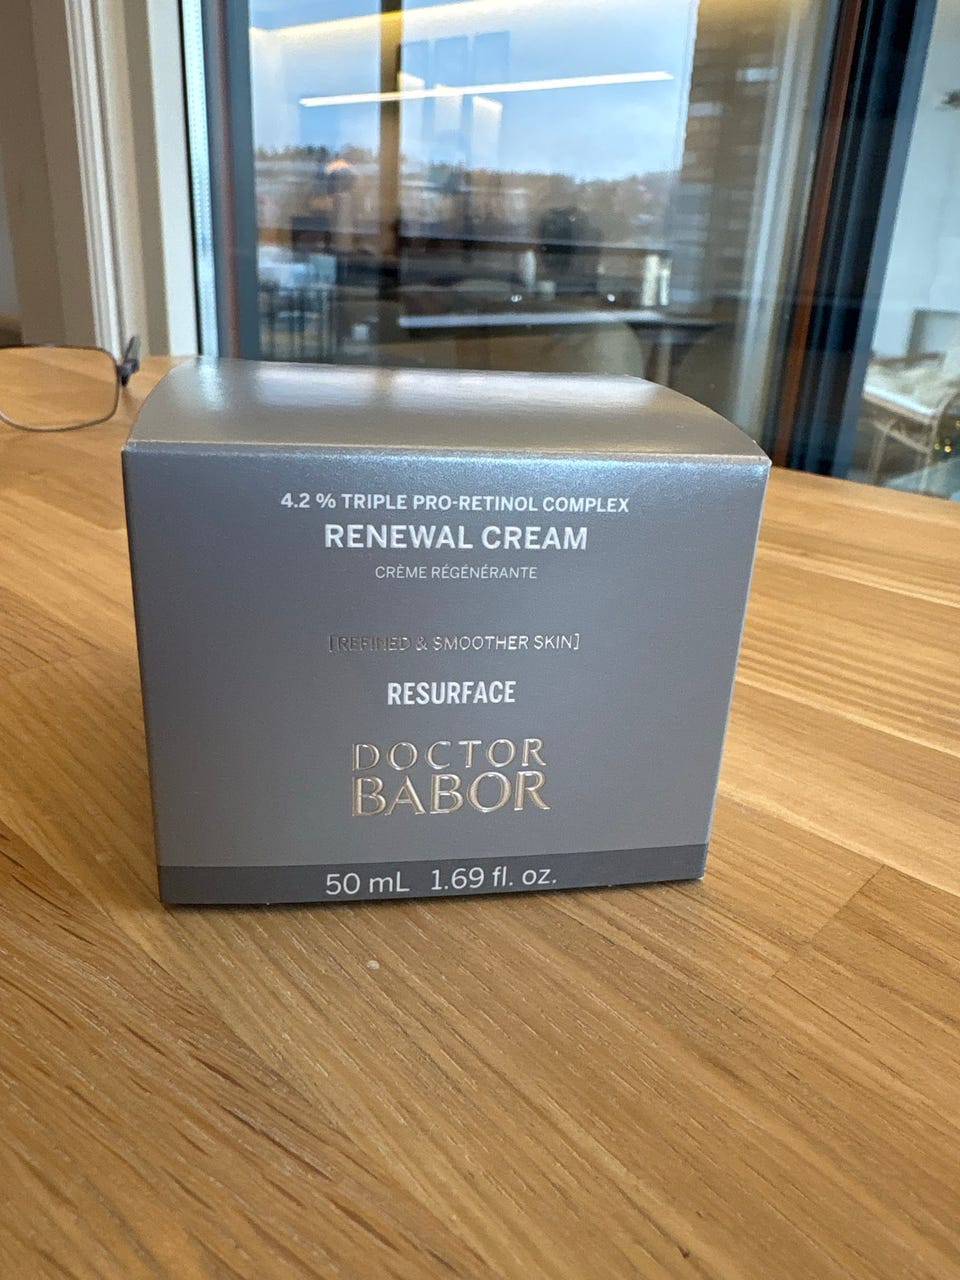 4.2 % TRIPLE PRO-RETINOL COMPLEX
RENEWAL CREAM
CRÈME RÉGÉNÉRANTE
[REFINED & SMOOTHER SKIN]
RESURFACE
DOCTOR
BABOR
50 mL 1.69 fl. oz.